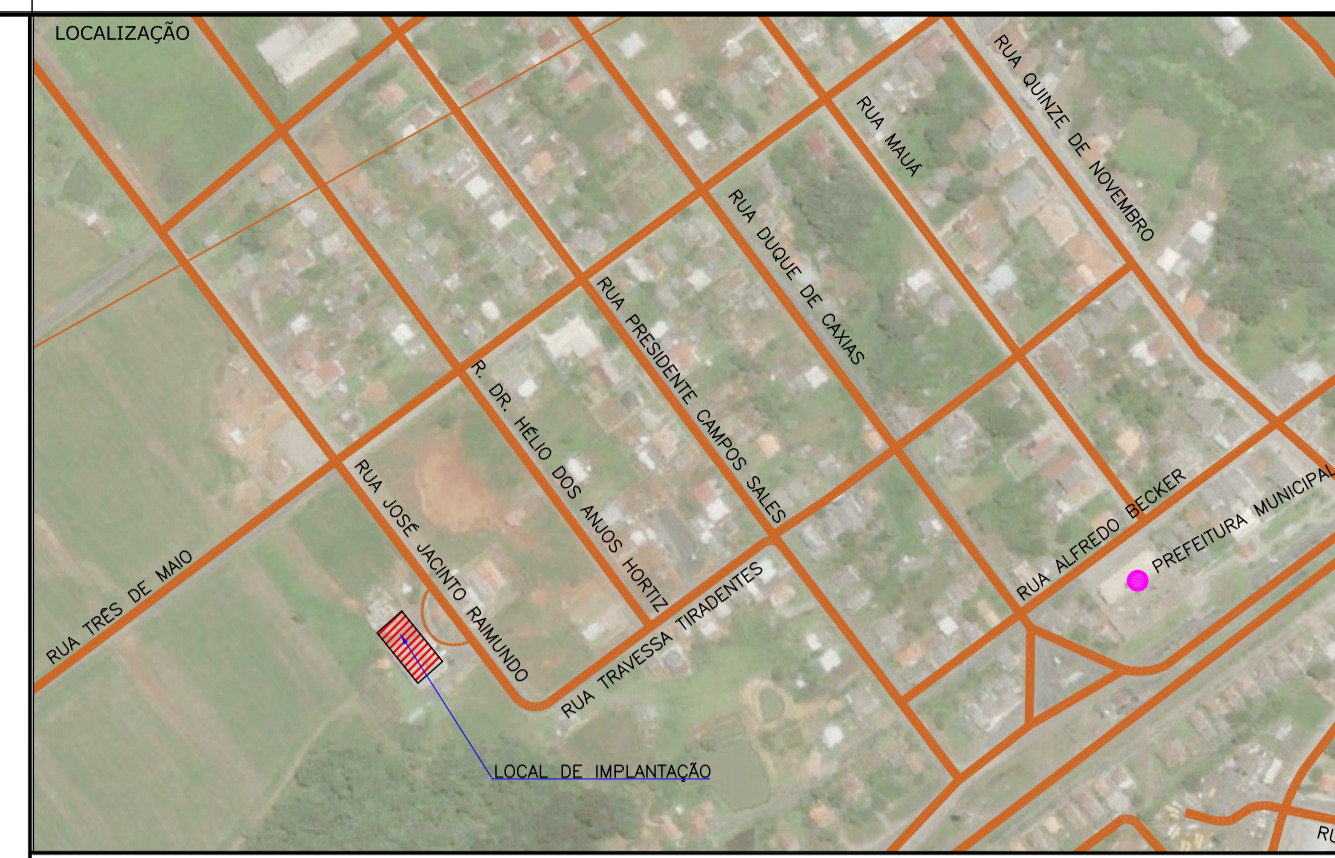 LOCALIZAÇÃO
RUA QUINZE DE NOVEMBRO
RUA MAUÁ
RUA DUQUE DE CAXIAS
RUA PRESIDENTE CAMPOS SALES
R. DR. HÉLIO DOS ANJOS HORTIZ
RUA JOSÉ JACINTO RAIMUNDO
RUA ALFREDO BECKER
PREFEITURA MUNICIPAL
RUA TRÊS DE MAIO
RUA TRAVESSA TIRADENTES
LOCAL DE IMPLANTAÇÃO